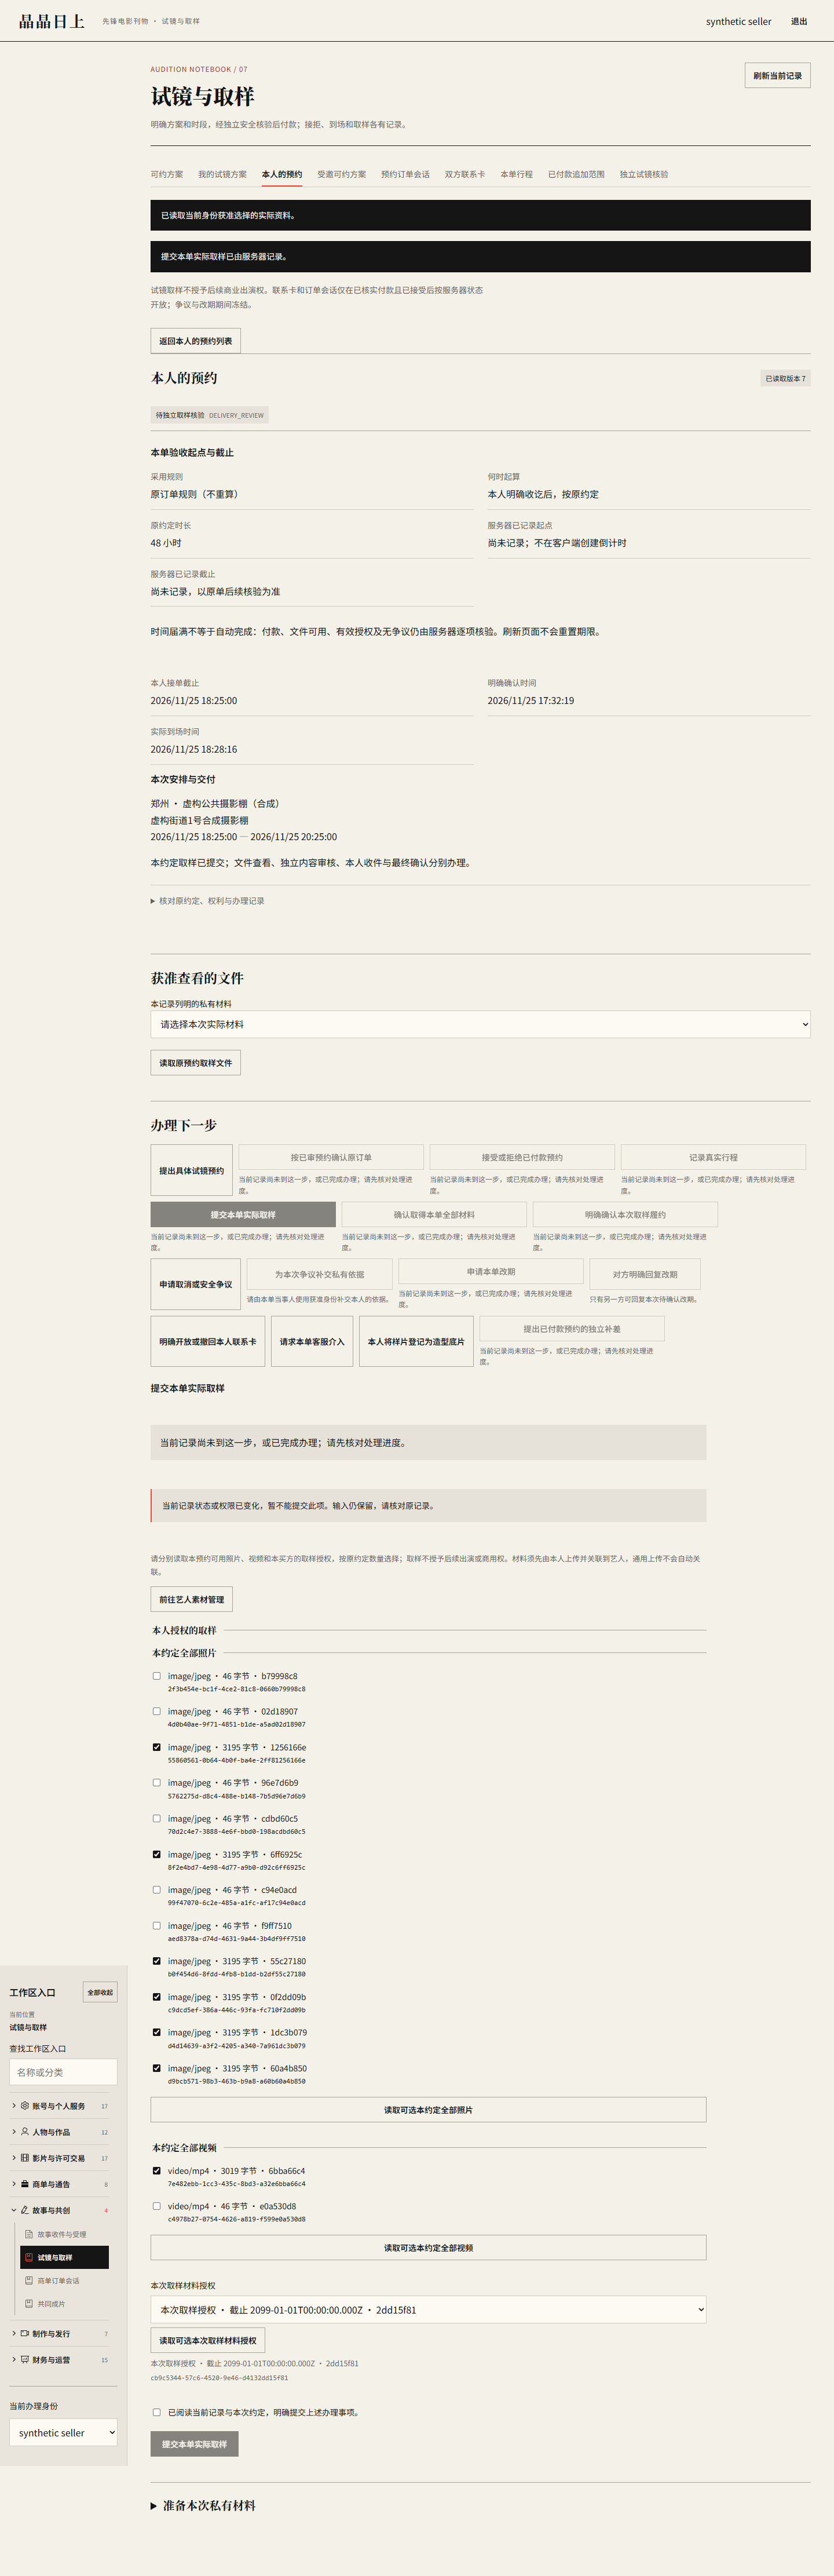 晶晶日上
先锋电影刊物 · 试镜与取样
synthetic seller
退出
AUDITION NOTEBOOK / 07
试镜与取样
明确方案和时段，经独立安全核验后付款；接拒、到场和取样各有记录。
刷新当前记录
可约方案 我的试镜方案 本人的预约 受邀可约方案 预约订单会话 双方联系卡 本单行程 已付款追加范围 独立试镜核验
已读取当前身份获准选择的实际资料。
提交本单实际取样已由服务器记录。
试镜取样不授予后续商业出演权。联系卡和订单会话仅在已核实付款且已接受后按服务器状态
开放；争议与改期期间冻结。
返回本人的预约列表
本人的预约
已读取版本 7
待独立取样核验 DELIVERY_REVIEW
本单验收起点与截止
采用规则
原订单规则（不重算）
何时起算
本人明确收讫后，按原约定
原约定时长
48 小时
服务器已记录起点
尚未记录；不在客户端创建倒计时
服务器已记录截止
尚未记录，以原单后续核验为准
时间届满不等于自动完成：付款、文件可用、有效授权及无争议仍由服务器逐项核验。刷新页面不会重置期限。
本人接单截止
2026/11/25 18:25:00
明确确认时间
2026/11/25 17:32:19
实际到场时间
2026/11/25 18:28:16
本次安排与交付
郑州 · 虚构公共摄影棚（合成）
虚构街道1号合成摄影棚
2026/11/25 18:25:00 — 2026/11/25 20:25:00
本约定取样已提交；文件查看、独立内容审核、本人收件与最终确认分别办理。
核对原约定、权利与办理记录
获准查看的文件
本记录列明的私有材料
请选择本次实际材料
读取原预约取样文件
办理下一步
提出具体试镜预约
按已审预约确认原订单
当前记录尚未到这一步，或已完成办理；请先核对处理进
度。
接受或拒绝已付款预约
当前记录尚未到这一步，或已完成办理；请先核对处理进
度。
记录真实行程
当前记录尚未到这一步，或已完成办理；请先核对处理进
度。
提交本单实际取样
当前记录尚未到这一步，或已完成办理；请先核对处理进
度。
确认取得本单全部材料
当前记录尚未到这一步，或已完成办理；请先核对处理进
度。
明确确认本次取样履约
当前记录尚未到这一步，或已完成办理；请先核对处理进
度。
申请取消或安全争议
为本次争议补交私有依据
请由本单当事人使用获准身份补交本人的依据。
申请本单改期
当前记录尚未到这一步，或已完成办理；请先核对处理进
度。
对方明确回复改期
只有另一方可回复本次待确认改期。
明确开放或撤回本人联系卡
请求本单客服介入
本人将样片登记为造型底片
提出已付款预约的独立补差
当前记录尚未到这一步，或已完成办理；请先核对处理进
度。
提交本单实际取样
当前记录尚未到这一步，或已完成办理；请先核对处理进度。
当前记录状态或权限已变化，暂不能提交此项。输入仍保留，请核对原记录。
请分别读取本预约可用照片、视频和本买方的取样授权，按原约定数量选择；取样不授予后续出演或商用权。材料须先由本人上传并关联到艺人，通用上传不会自动关
联。
前往艺人素材管理
本人授权的取样
本约定全部照片
image/jpeg · 46 字节 · b79998c8
2f3b454e-bc1f-4ce2-81c8-0660b79998c8
image/jpeg · 46 字节 · 02d18907
4d0b40ae-9f71-4851-b1de-a5ad02d18907
image/jpeg · 3195 字节 · 1256166e
55860561-0b64-4b0f-ba4e-2ff81256166e
image/jpeg · 46 字节 · 96e7d6b9
5762275d-d8c4-488e-b148-7b5d96e7d6b9
image/jpeg · 46 字节 · cdbd60c5
70d2c4e7-3888-4e6f-bbd0-198acdbd60c5
image/jpeg · 3195 字节 · 6ff6925c
8f2e4bd7-4e98-4d77-a9b0-d92c6ff6925c
image/jpeg · 46 字节 · c94e0acd
99f47070-6c2e-485a-a1fc-af17c94e0acd
image/jpeg · 46 字节 · f9ff7510
aed8378a-d74d-4631-9a44-3b4df9ff7510
image/jpeg · 3195 字节 · 55c27180
b0f454d6-8fdd-4fb8-b1dd-b2df55c27180
image/jpeg · 3195 字节 · 0f2dd09b
c9dcd5ef-386a-446c-93fa-fc710f2dd09b
image/jpeg · 3195 字节 · 1dc3b079
d4d14639-a3f2-4205-a340-7a961dc3b079
image/jpeg · 3195 字节 · 60a4b850
d9bcb571-98b3-463b-b9a8-a60b60a4b850
读取可选本约定全部照片
本约定全部视频
video/mp4 · 3019 字节 · 6bba66c4
7e482ebb-1cc3-435c-8bd3-a32e6bba66c4
video/mp4 · 46 字节 · e0a530d8
c4978b27-0754-4626-a819-f599e0a530d8
读取可选本约定全部视频
本次取样材料授权
本次取样授权 · 截止 2099-01-01T00:00:00.000Z · 2dd15f81
读取可选本次取样材料授权
本次取样授权 · 截止 2099-01-01T00:00:00.000Z · 2dd15f81
cb9c5344-57c6-4520-9e46-d4132dd15f81
已阅读当前记录与本次约定，明确提交上述办理事项。
提交本单实际取样
准备本次私有材料
工作区入口
全部收起
当前位置
试镜与取样
查找工作区入口
名称或分类
账号与个人服务 17
人物与作品 12
影片与许可交易 17
商单与通告 8
故事与共创 4
故事收件与受理
试镜与取样
商单订单会话
共同成片
制作与发行 7
财务与运营 15
当前办理身份
synthetic seller